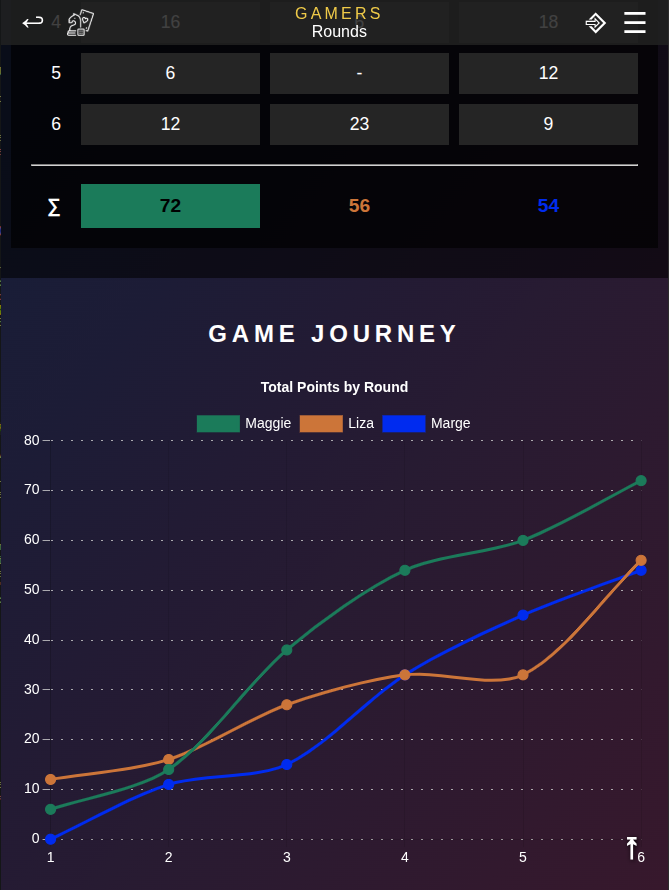 GAMERS
Rounds
4 16 18
5 6 - 12
6 12 23 9
Σ 72 56 54
GAME JOURNEY
Total Points by Round
Maggie Liza Marge
80
70
60
50
40
30
20
10
0
1 2 3 4 5 6